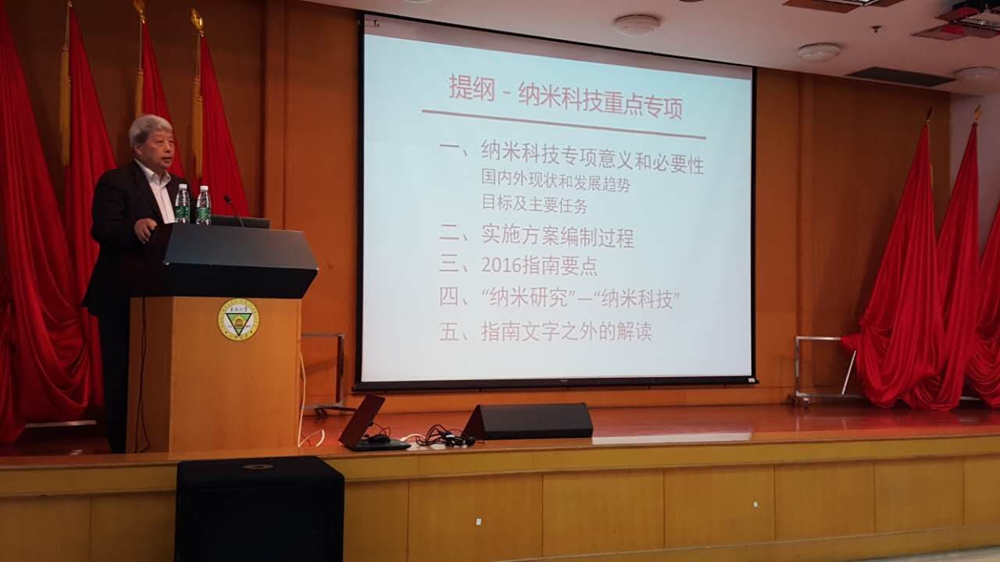 提纲 - 纳米科技重点专项
一、纳米科技专项意义和必要性
国内外现状和发展趋势
目标及主要任务
二、实施方案编制过程
三、2016指南要点
四、“纳米研究”—“纳米科技”
五、指南文字之外的解读